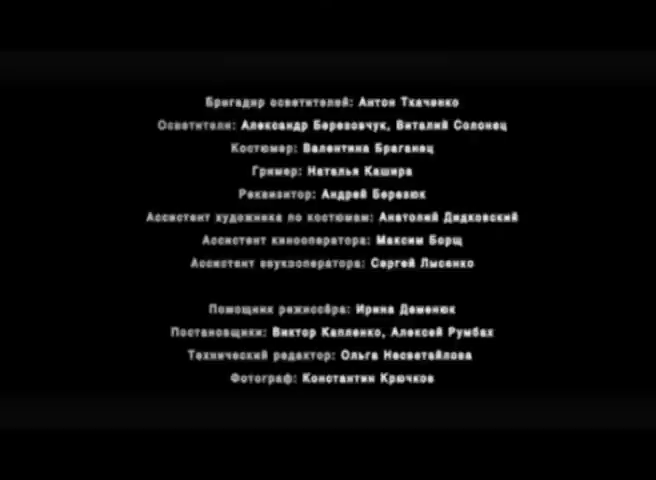 Бригадир осветителей: Антон Ткаченко
Осветители: Александр Березовчук, Виталий Солонец
Костюмер: Валентина Браганец
Гример: Наталья Кашира
Реквизитор: Андрей Березюк
Ассистент художника по костюмам: Анатолий Дидковский
Ассистент кинооператора: Максим Борщ
Ассистент звукооператора: Сергей Лысенко
Помощник режиссёра: Ирина Деменюк
Постановщики: Виктор Капленко, Алексей Румбах
Технический редактор: Ольга Несветайлова
Фотограф: Константин Крючков